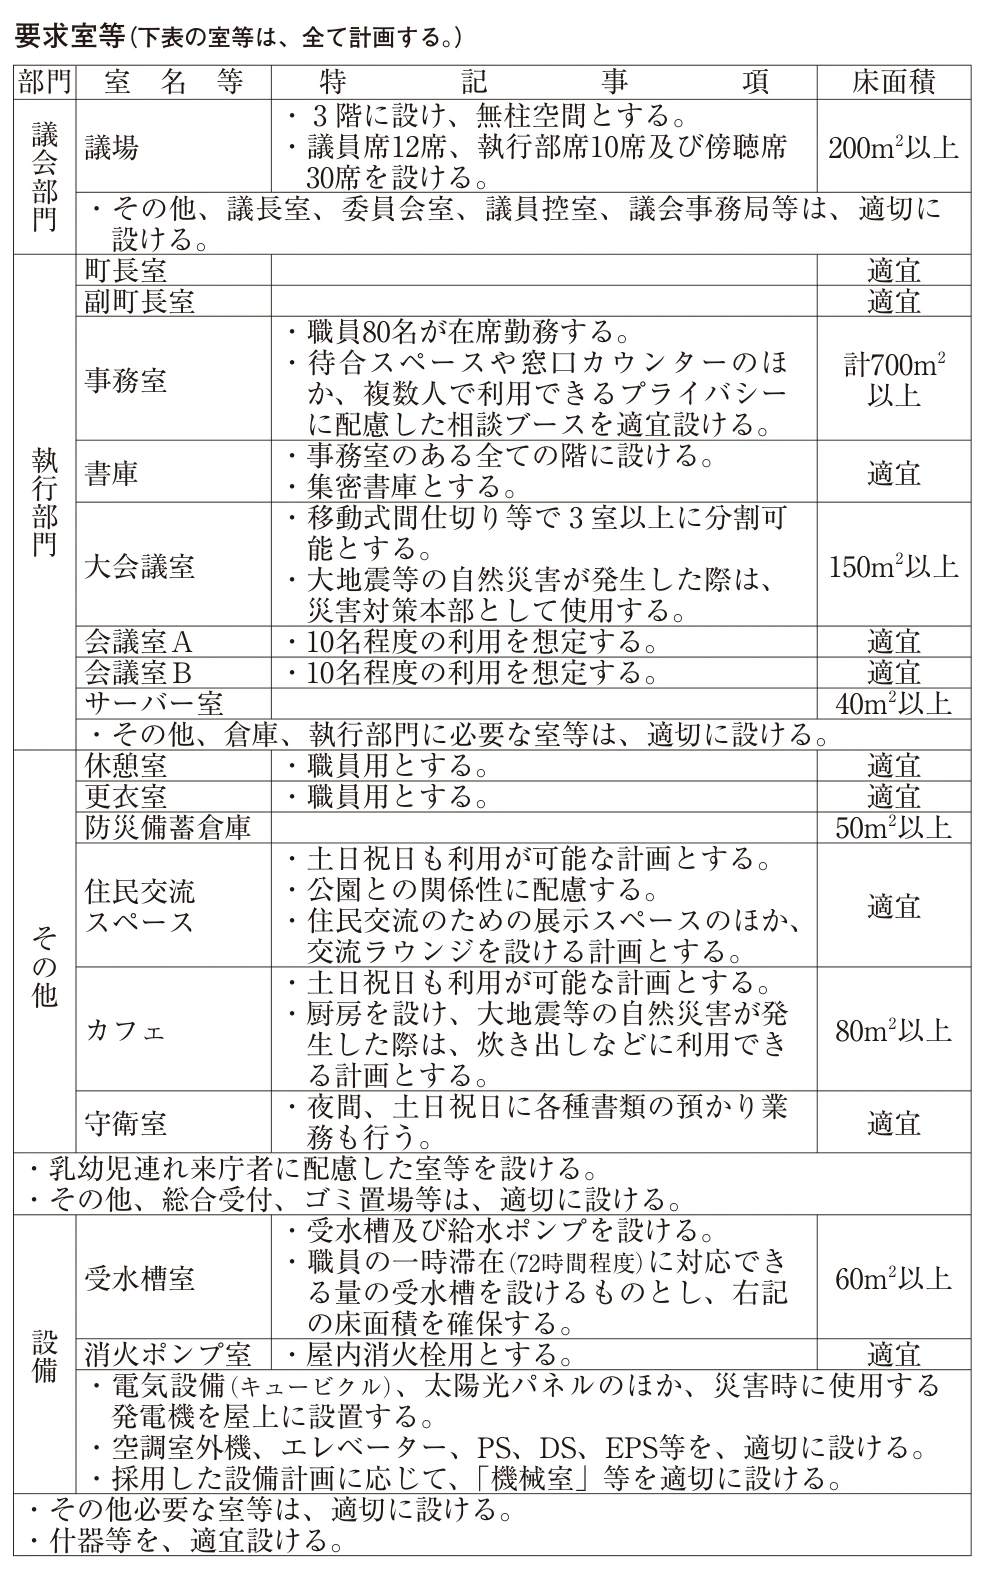 要求室等(下表の室等は、全て計画する。)
部門 室名等 特記事項 床面積
議会部門
議場
・３階に設け、無柱空間とする。
・議員席12席、執行部席10席及び傍聴席
30席を設ける。
200m²以上
・その他、議長室、委員会室、議員控室、議会事務局等は、適切に
設ける。
執行部門
町長室 適宜
副町長室 適宜
事務室
・職員80名が在席勤務する。
・待合スペースや窓口カウンターのほ
か、複数人で利用できるプライバシー
に配慮した相談ブースを適宜設ける。
計700m²
以上
書庫
・事務室のある全ての階に設ける。
・集密書庫とする。
適宜
大会議室
・移動式間仕切り等で３室以上に分割可
能とする。
・大地震等の自然災害が発生した際は、
災害対策本部として使用する。
150m²以上
会議室Ａ ・10名程度の利用を想定する。 適宜
会議室Ｂ ・10名程度の利用を想定する。 適宜
サーバー室 40m²以上
・その他、倉庫、執行部門に必要な室等は、適切に設ける。
その他
休憩室 ・職員用とする。 適宜
更衣室 ・職員用とする。 適宜
防災備蓄倉庫 50m²以上
住民交流
スペース
・土日祝日も利用が可能な計画とする。
・公園との関係性に配慮する。
・住民交流のための展示スペースのほか、
交流ラウンジを設ける計画とする。
適宜
カフェ
・土日祝日も利用が可能な計画とする。
・厨房を設け、大地震等の自然災害が発
生した際は、炊き出しなどに利用でき
る計画とする。
80m²以上
守衛室
・夜間、土日祝日に各種書類の預かり業
務も行う。
適宜
・乳幼児連れ来庁者に配慮した室等を設ける。
・その他、総合受付、ゴミ置場等は、適切に設ける。
設備
受水槽室
・受水槽及び給水ポンプを設ける。
・職員の一時滞在(72時間程度)に対応でき
る量の受水槽を設けるものとし、右記
の床面積を確保する。
60m²以上
消火ポンプ室 ・屋内消火栓用とする。 適宜
・電気設備(キュービクル)、太陽光パネルのほか、災害時に使用する
発電機を屋上に設置する。
・空調室外機、エレベーター、PS、DS、EPS等を、適切に設ける。
・採用した設備計画に応じて、「機械室」等を適切に設ける。
・その他必要な室等は、適切に設ける。
・什器等を、適宜設ける。